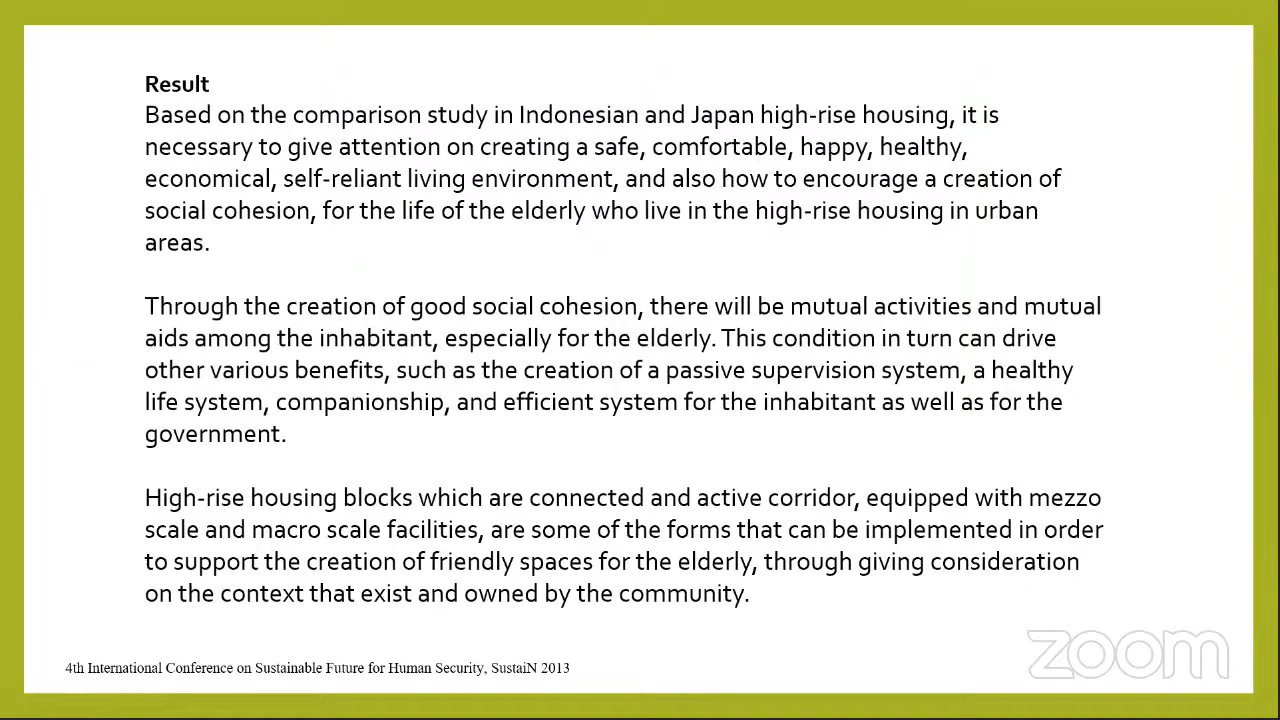 Result
Based on the comparison study in Indonesian and Japan high-rise housing, it is
necessary to give attention on creating a safe, comfortable, happy, healthy,
economical, self-reliant living environment, and also how to encourage a creation of
social cohesion, for the life of the elderly who live in the high-rise housing in urban
areas.
Through the creation of good social cohesion, there will be mutual activities and mutual
aids among the inhabitant, especially for the elderly. This condition in turn can drive
other various benefits, such as the creation of a passive supervision system, a healthy
life system, companionship, and efficient system for the inhabitant as well as for the
government.
High-rise housing blocks which are connected and active corridor, equipped with mezzo
scale and macro scale facilities, are some of the forms that can be implemented in order
to support the creation of friendly spaces for the elderly, through giving consideration
on the context that exist and owned by the community.
4th International Conference on Sustainable Future for Human Security, SustaiN 2013
zoom